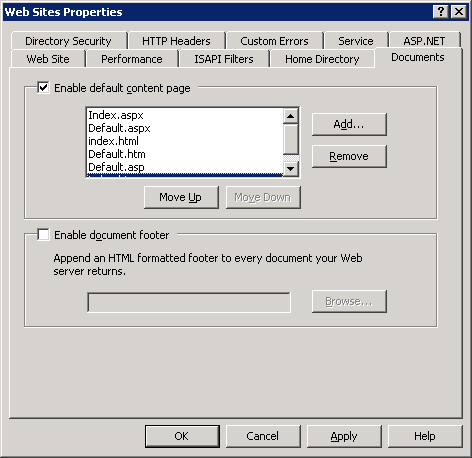 Web Sites Properties
Directory Security HTTP Headers Custom Errors Service ASP.NET
Web Site Performance ISAPI Filters Home Directory Documents
Enable default content page
Index.aspx
Default.aspx
index.html
Default.htm
Default.asp
Add...
Remove
Move Up Move Down
Enable document footer
Append an HTML formatted footer to every document your Web
server returns.
Browse...
OK Cancel Apply Help